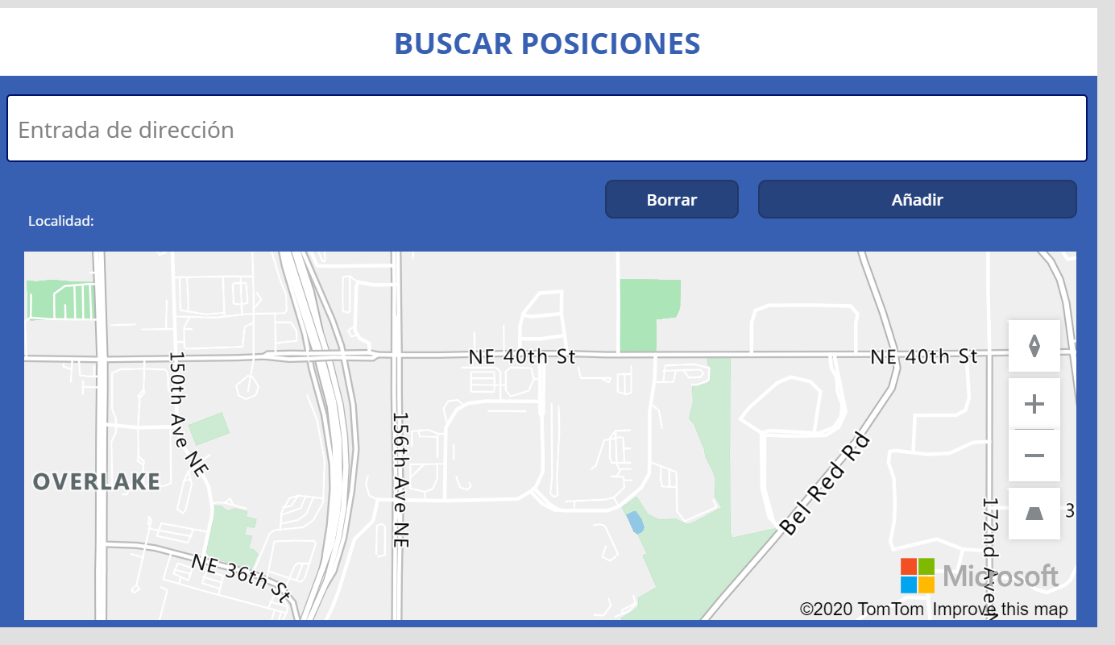 BUSCAR POSICIONES
Entrada de dirección
Borrar
Añadir
Localidad:
NE 40th St
NE 40th St
150th Ave NE
156th Ave NE
OVERLAKE
Bel Red Rd
172nd Ave N
3
NE 36th St
Microsoft
©2020 TomTom Improve this map